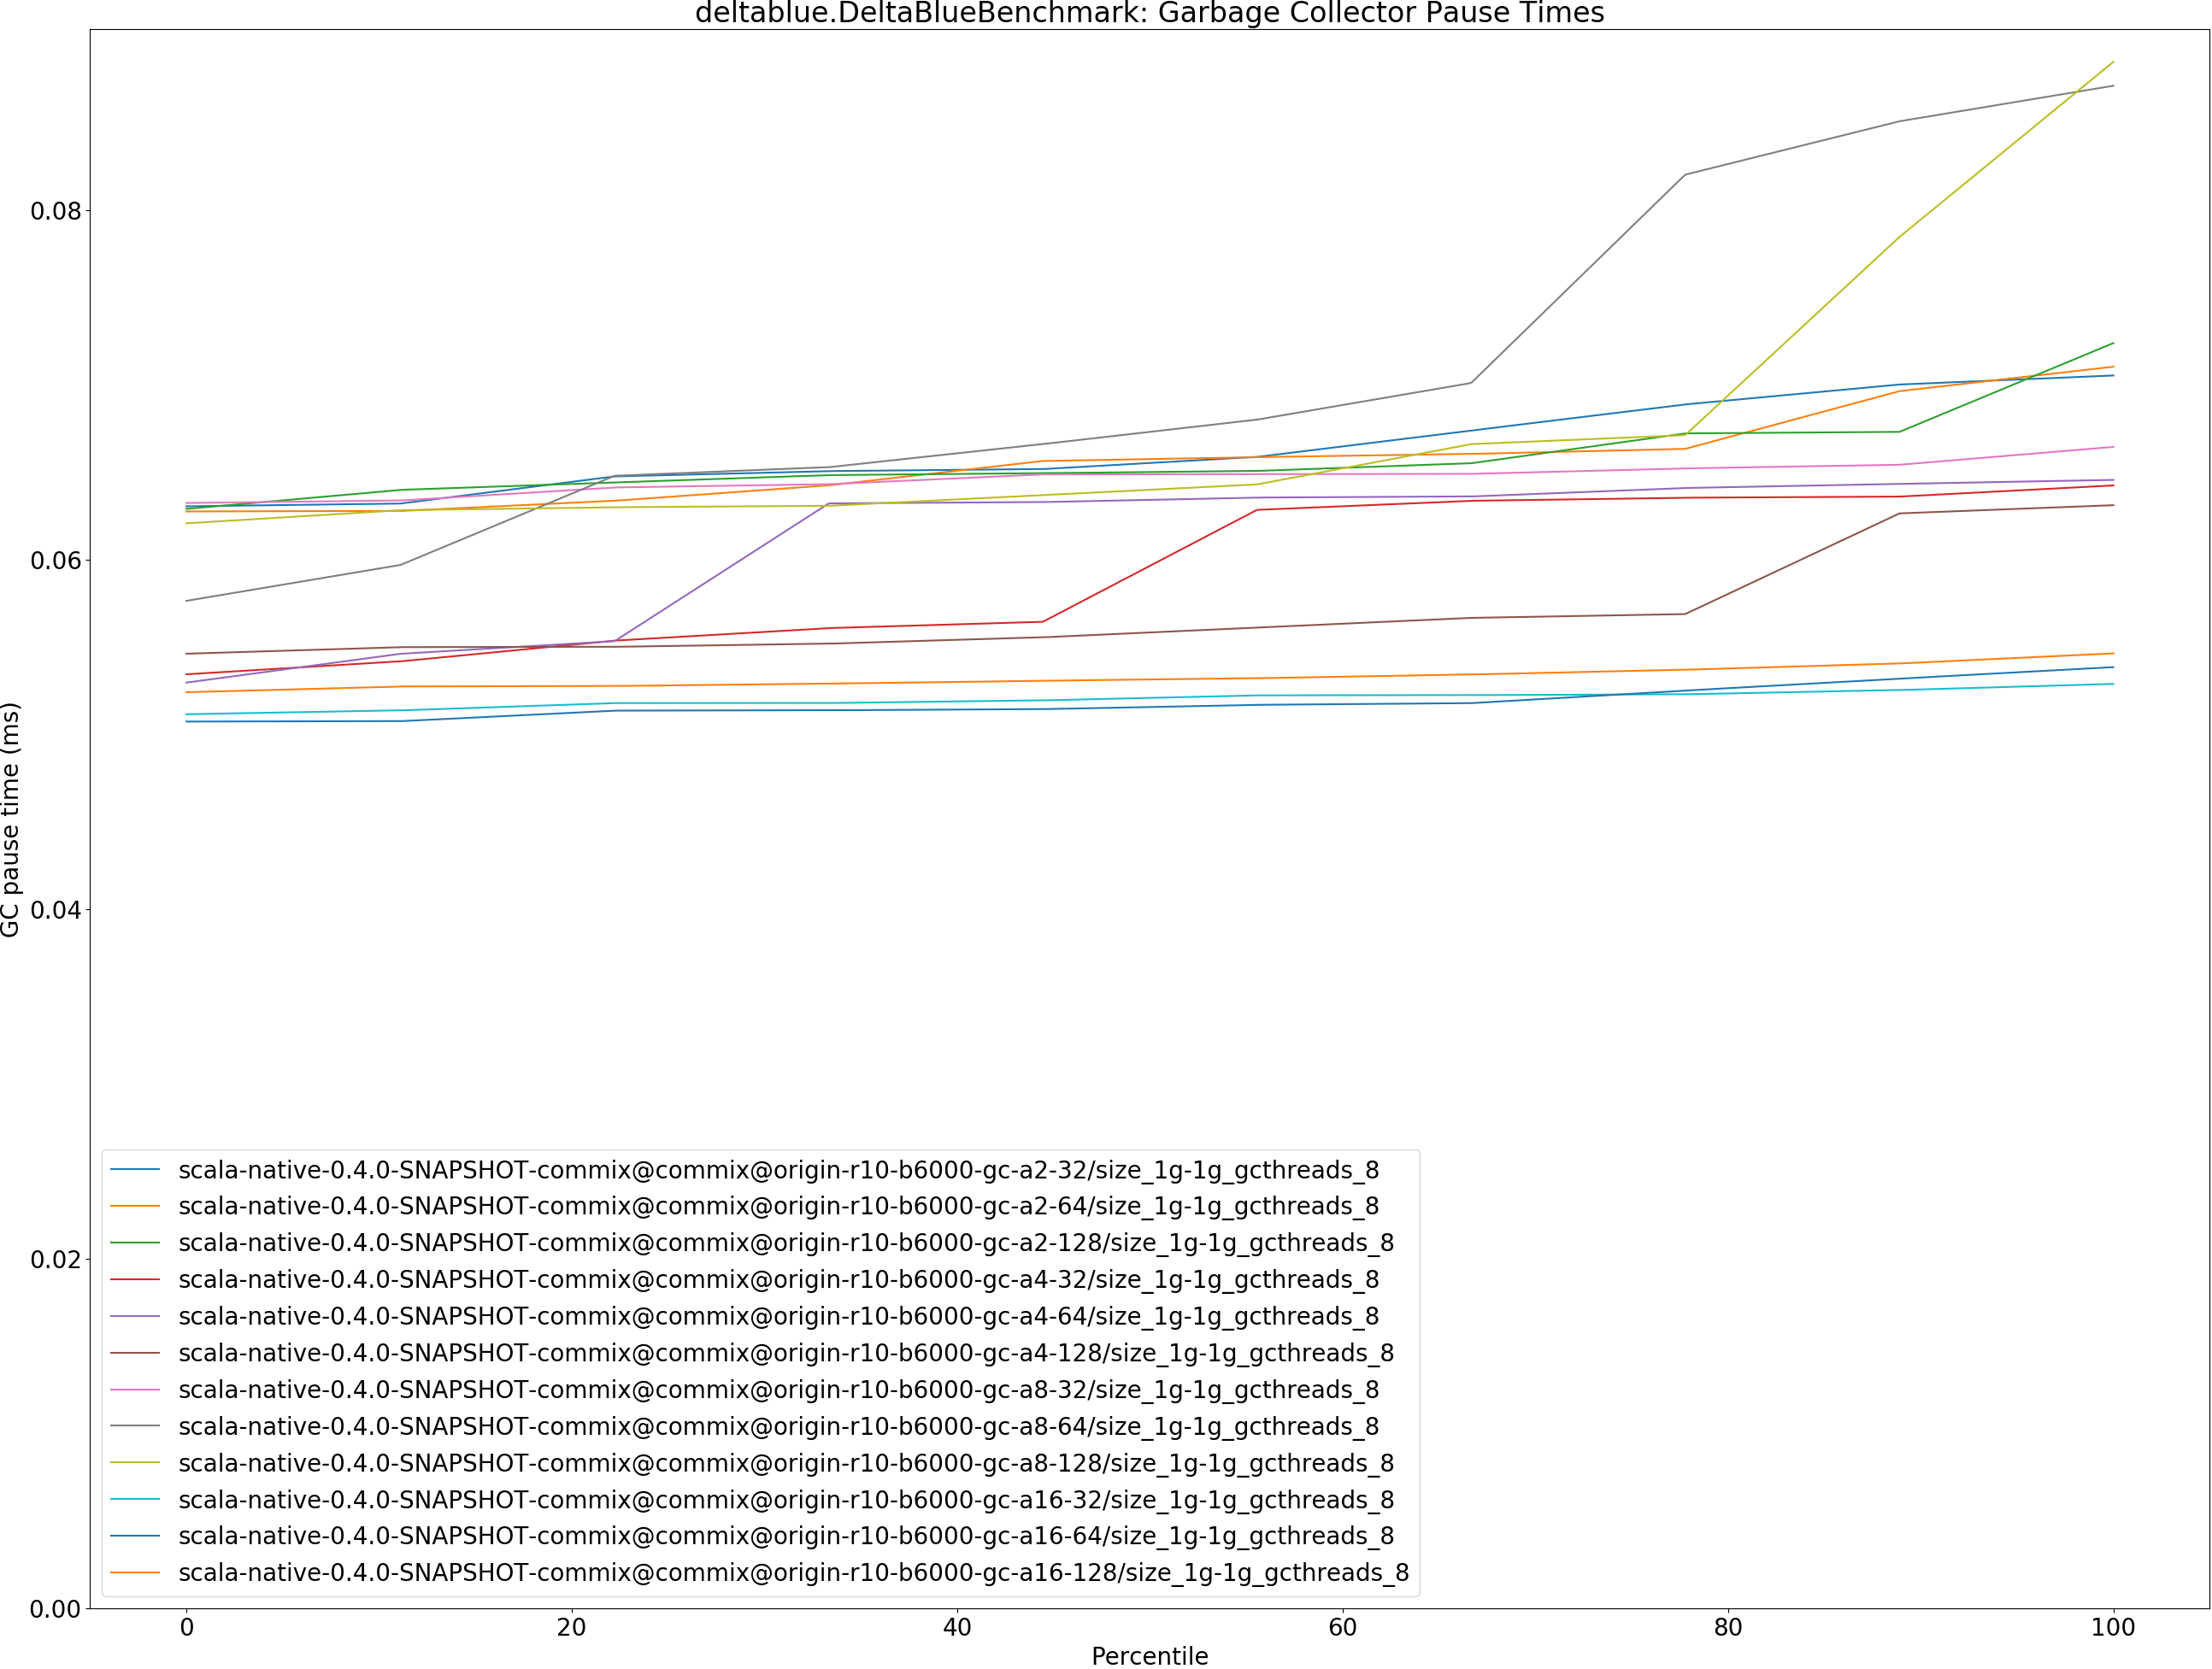 deltablue.DeltaBlueBenchmark: Garbage Collector Pause Times
GC pause time (ms)
0.08
0.06
0.04
0.02
0.00
scala-native-0.4.0-SNAPSHOT-commix@commix@origin-r10-b6000-gc-a2-32/size_1g-1g_gcthreads_8
scala-native-0.4.0-SNAPSHOT-commix@commix@origin-r10-b6000-gc-a2-64/size_1g-1g_gcthreads_8
scala-native-0.4.0-SNAPSHOT-commix@commix@origin-r10-b6000-gc-a2-128/size_1g-1g_gcthreads_8
scala-native-0.4.0-SNAPSHOT-commix@commix@origin-r10-b6000-gc-a4-32/size_1g-1g_gcthreads_8
scala-native-0.4.0-SNAPSHOT-commix@commix@origin-r10-b6000-gc-a4-64/size_1g-1g_gcthreads_8
scala-native-0.4.0-SNAPSHOT-commix@commix@origin-r10-b6000-gc-a4-128/size_1g-1g_gcthreads_8
scala-native-0.4.0-SNAPSHOT-commix@commix@origin-r10-b6000-gc-a8-32/size_1g-1g_gcthreads_8
scala-native-0.4.0-SNAPSHOT-commix@commix@origin-r10-b6000-gc-a8-64/size_1g-1g_gcthreads_8
scala-native-0.4.0-SNAPSHOT-commix@commix@origin-r10-b6000-gc-a8-128/size_1g-1g_gcthreads_8
scala-native-0.4.0-SNAPSHOT-commix@commix@origin-r10-b6000-gc-a16-32/size_1g-1g_gcthreads_8
scala-native-0.4.0-SNAPSHOT-commix@commix@origin-r10-b6000-gc-a16-64/size_1g-1g_gcthreads_8
scala-native-0.4.0-SNAPSHOT-commix@commix@origin-r10-b6000-gc-a16-128/size_1g-1g_gcthreads_8
0 20 40 60 80 100
Percentile